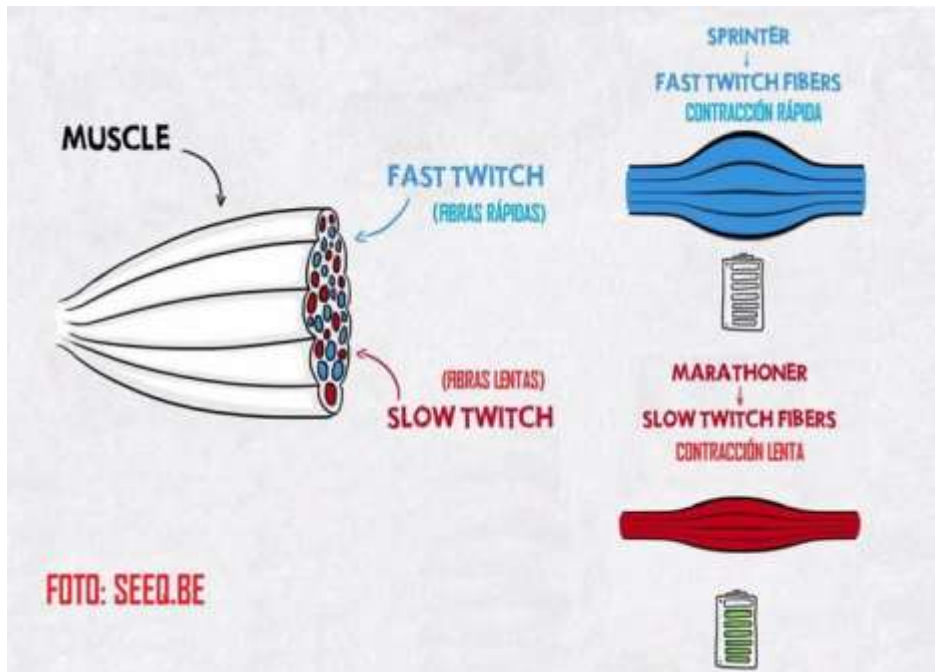 MUSCLE
FAST TWITCH
(FIBRAS RÁPIDAS)
(FIBRAS LENTAS)
SLOW TWITCH
SPRINTER
FAST TWITCH FIBERS
CONTRACCIÓN RÁPIDA
MARATHONER
SLOW TWITCH FIBERS
CONTRACCIÓN LENTA
FOTO: SEEQ.BE